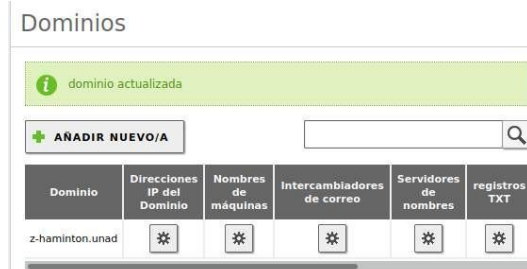 Dominios
dominio actualizada
AÑADIR NUEVO/A
Dominio
Direcciones
IP del
Dominio
Nombres
de
máquinas
Intercambiadores
de correo
Servidores
de
nombres
registros
TXT
z-haminton.unad